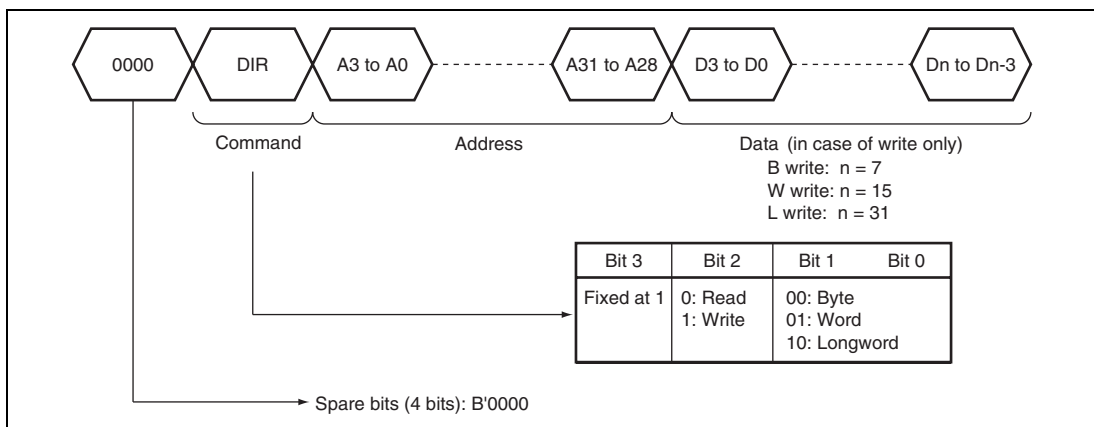 0000 DIR A3 to A0 A31 to A28 D3 to D0 Dn to Dn-3
Command Address Data (in case of write only)
B write: n = 7
W write: n = 15
L write: n = 31
Bit 3 Bit 2 Bit 1 Bit 0
Fixed at 1 0: Read 00: Byte
1: Write 01: Word
10: Longword
Spare bits (4 bits): B'0000